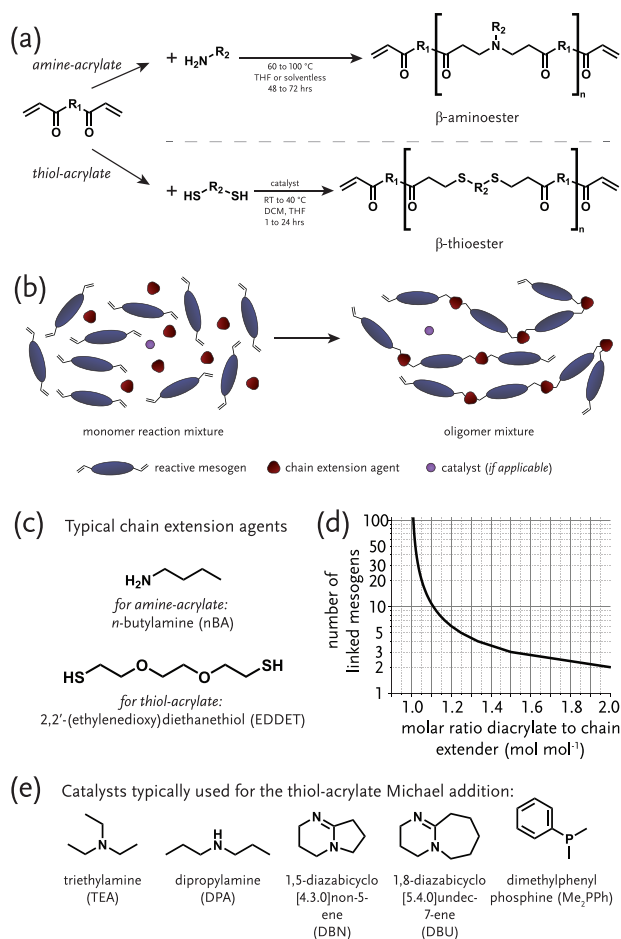 (a)
amine-acrylate
+ H₂N R₂
60 to 100 °C
THF or solventless
48 to 72 hrs
R₁
O O
R₁ O O R₂ N O R₁ O n
β-aminoester
thiol-acrylate
+ HS R₂ SH
catalyst
RT to 40 °C
DCM, THF
1 to 24 hrs
R₁ O O S R₂ S O R₁ O n
β-thioester
(b)
monomer reaction mixture
oligomer mixture
reactive mesogen
chain extension agent
catalyst (if applicable)
(c) Typical chain extension agents
H₂N
for amine-acrylate:
n-butylamine (nBA)
HS O O SH
for thiol-acrylate:
2,2′-(ethylenedioxy)diethanethiol (EDDET)
(d)
number of
linked mesogens
100
50
30
20
10
5
3
2
1
1.0 1.2 1.4 1.6 1.8 2.0
molar ratio diacrylate to chain
extender (mol mol⁻¹)
(e) Catalysts typically used for the thiol-acrylate Michael addition:
N
triethylamine
(TEA)
H
N
dipropylamine
(DPA)
N
N
1,5-diazabicyclo
[4.3.0]non-5-
ene
(DBN)
N
N
1,8-diazabicyclo
[5.4.0]undec-
7-ene
(DBU)
P
dimethylphenyl
phosphine (Me₂PPh)